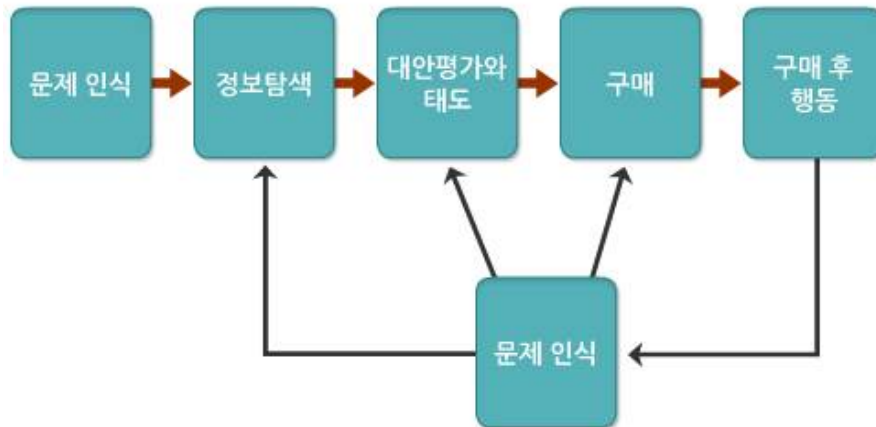 문제 인식
정보탐색
대안평가와
태도
구매
구매 후
행동
문제 인식